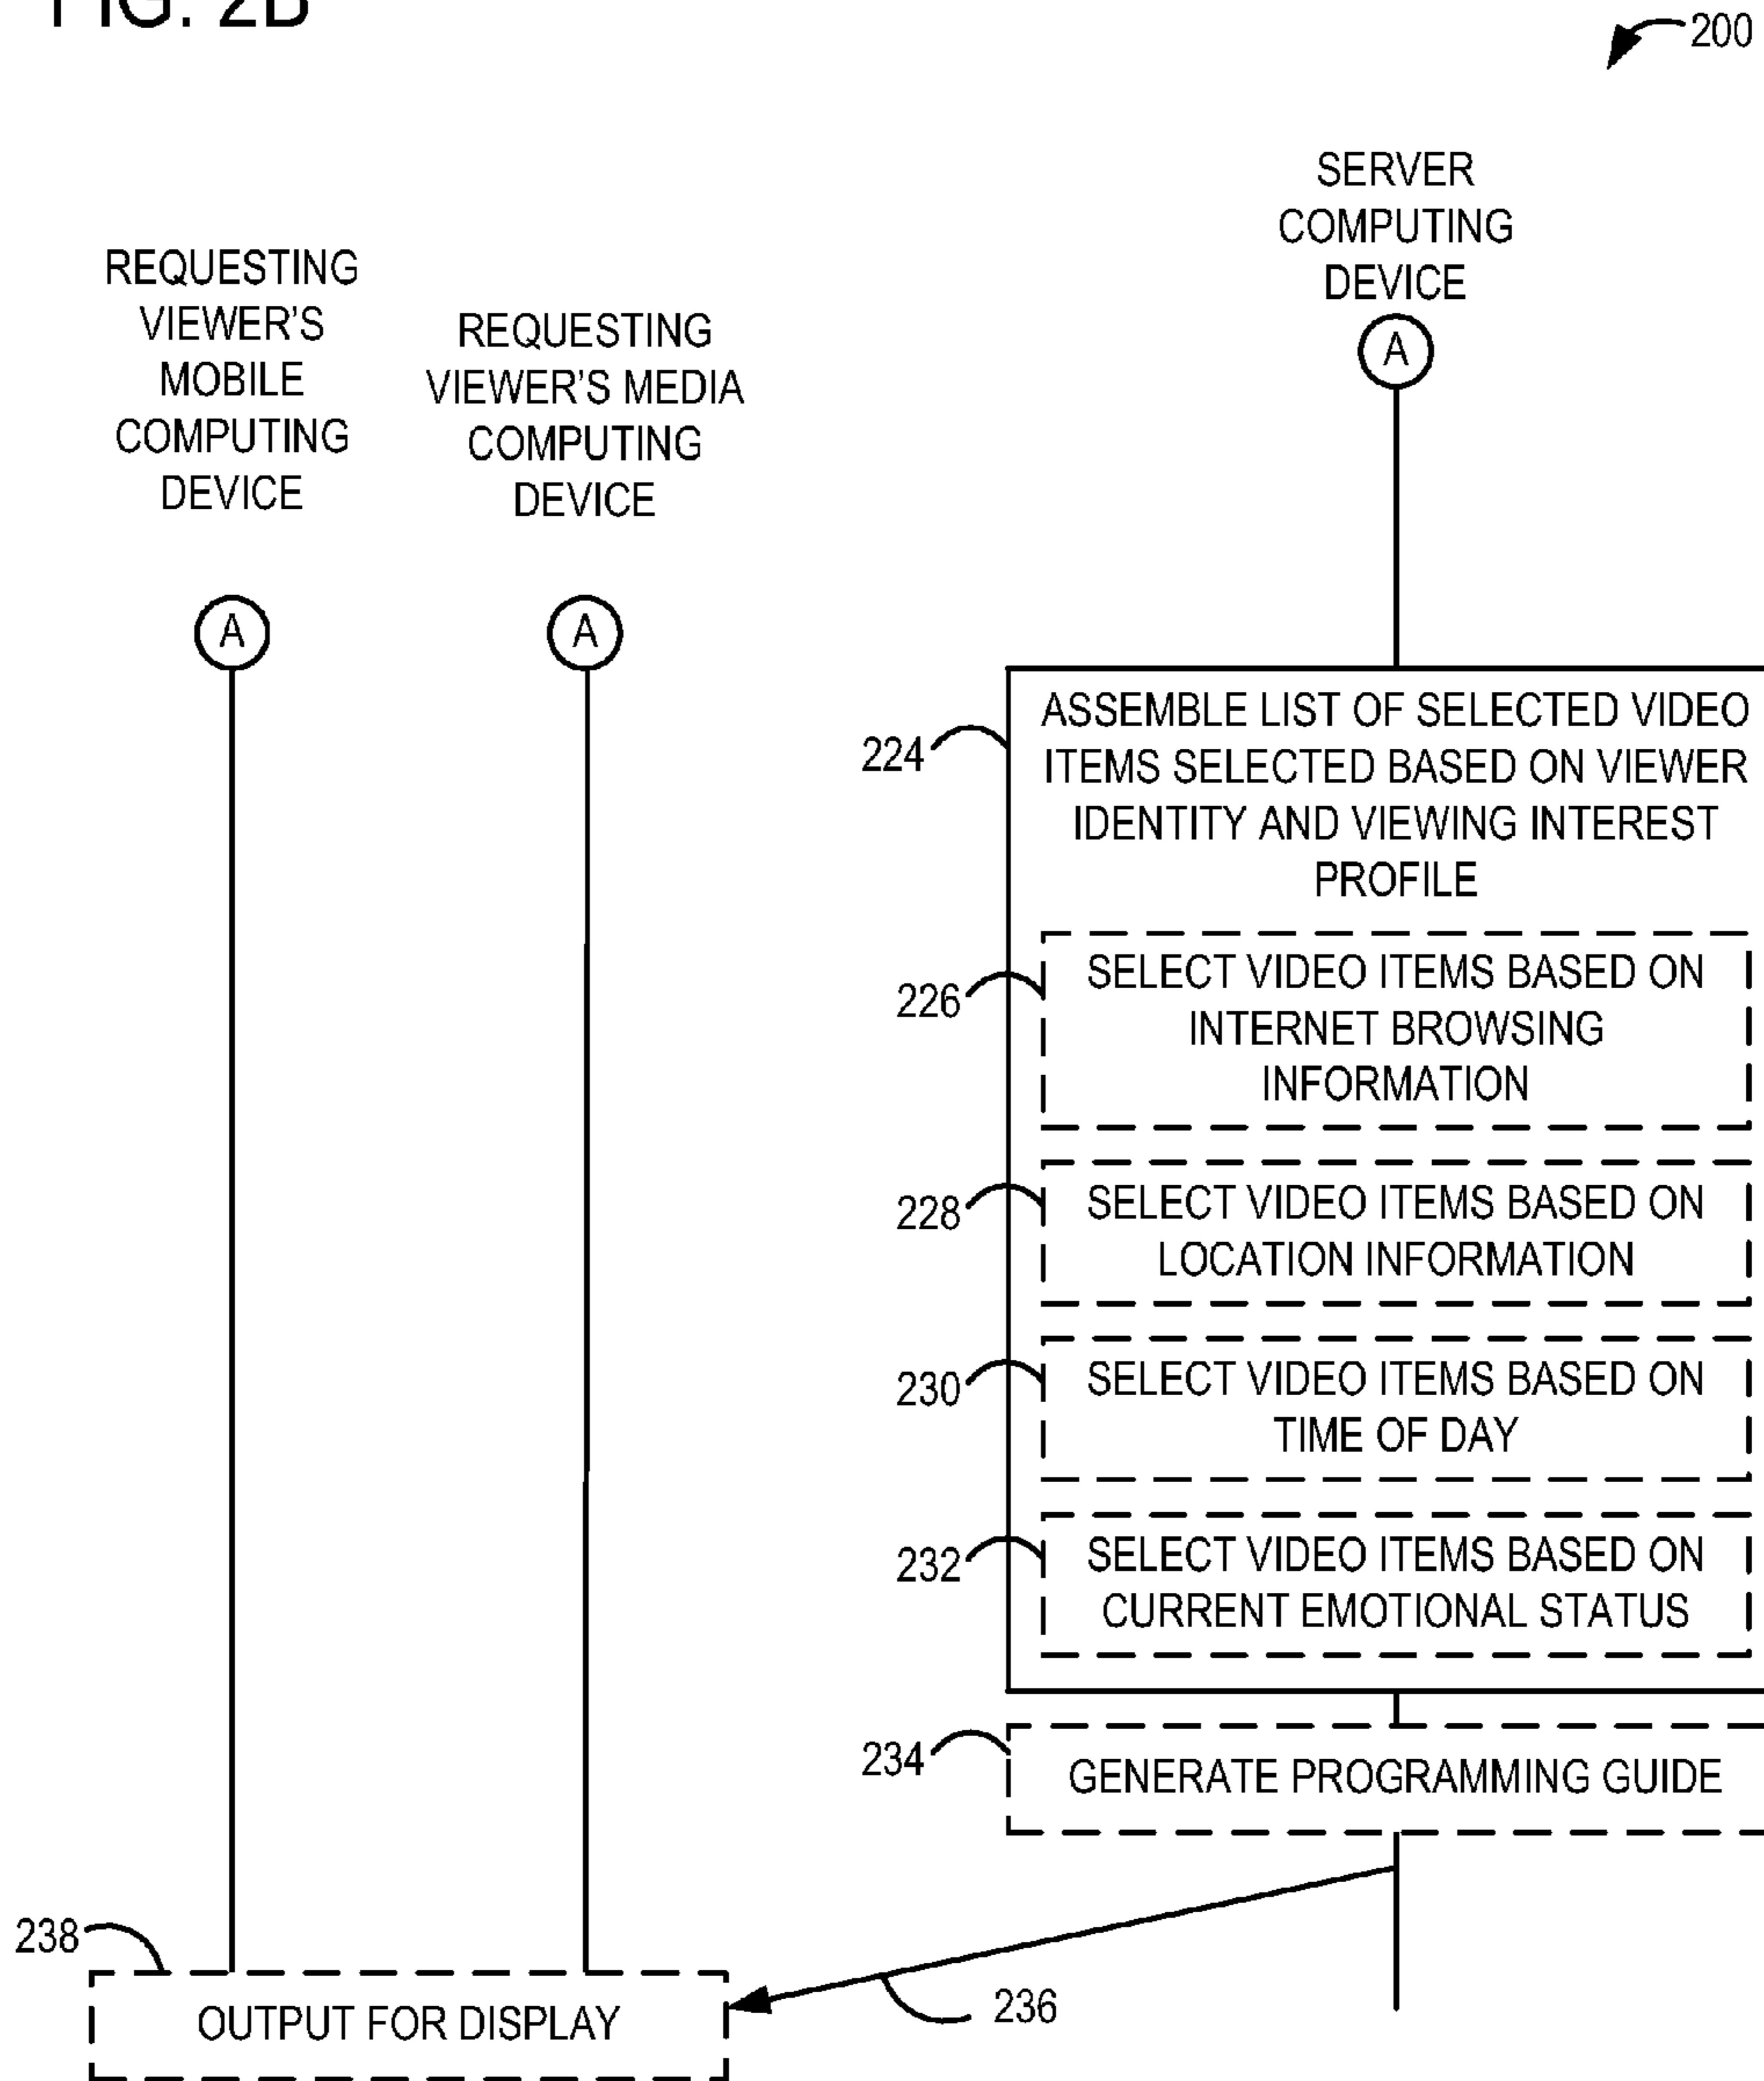 FIG. 2B
200
SERVER
COMPUTING
DEVICE
A
REQUESTING
VIEWER'S
MOBILE
COMPUTING
DEVICE
A
REQUESTING
VIEWER'S MEDIA
COMPUTING
DEVICE
A
224
ASSEMBLE LIST OF SELECTED VIDEO
ITEMS SELECTED BASED ON VIEWER
IDENTITY AND VIEWING INTEREST
PROFILE
226
SELECT VIDEO ITEMS BASED ON
INTERNET BROWSING
INFORMATION
228
SELECT VIDEO ITEMS BASED ON
LOCATION INFORMATION
230
SELECT VIDEO ITEMS BASED ON
TIME OF DAY
232
SELECT VIDEO ITEMS BASED ON
CURRENT EMOTIONAL STATUS
234
GENERATE PROGRAMMING GUIDE
238
OUTPUT FOR DISPLAY
236